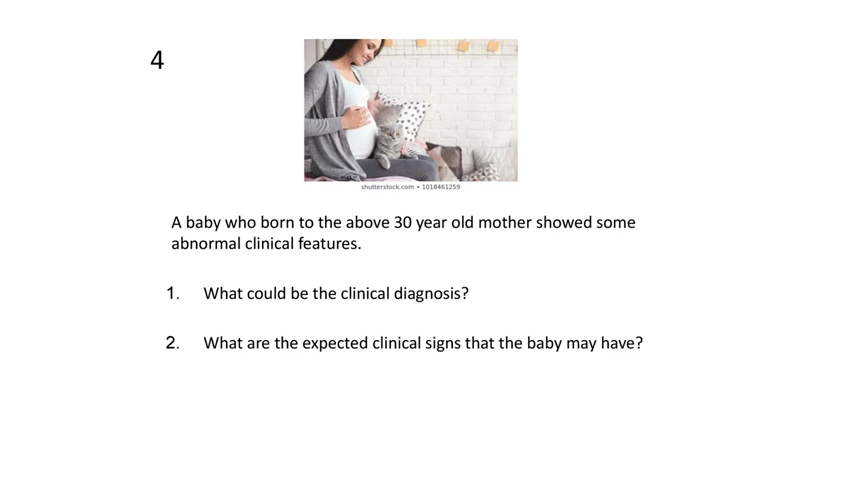 4
shutterstock.com • 1018461259
A baby who born to the above 30 year old mother showed some
abnormal clinical features.
1. What could be the clinical diagnosis?
2. What are the expected clinical signs that the baby may have?